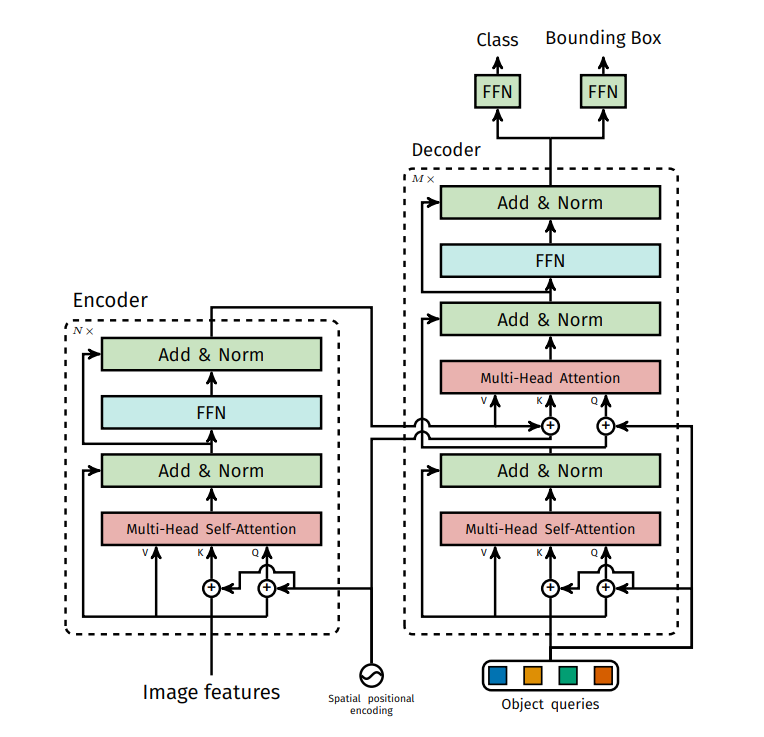 Class
Bounding Box
FFN
FFN
Decoder
M ×
Add & Norm
FFN
Add & Norm
Multi-Head Attention
V
K
Q
+
+
Add & Norm
Multi-Head Self-Attention
V
K
Q
+
+
Object queries
Encoder
N ×
Add & Norm
FFN
Add & Norm
Multi-Head Self-Attention
V
K
Q
+
+
Image features
Spatial positional
encoding